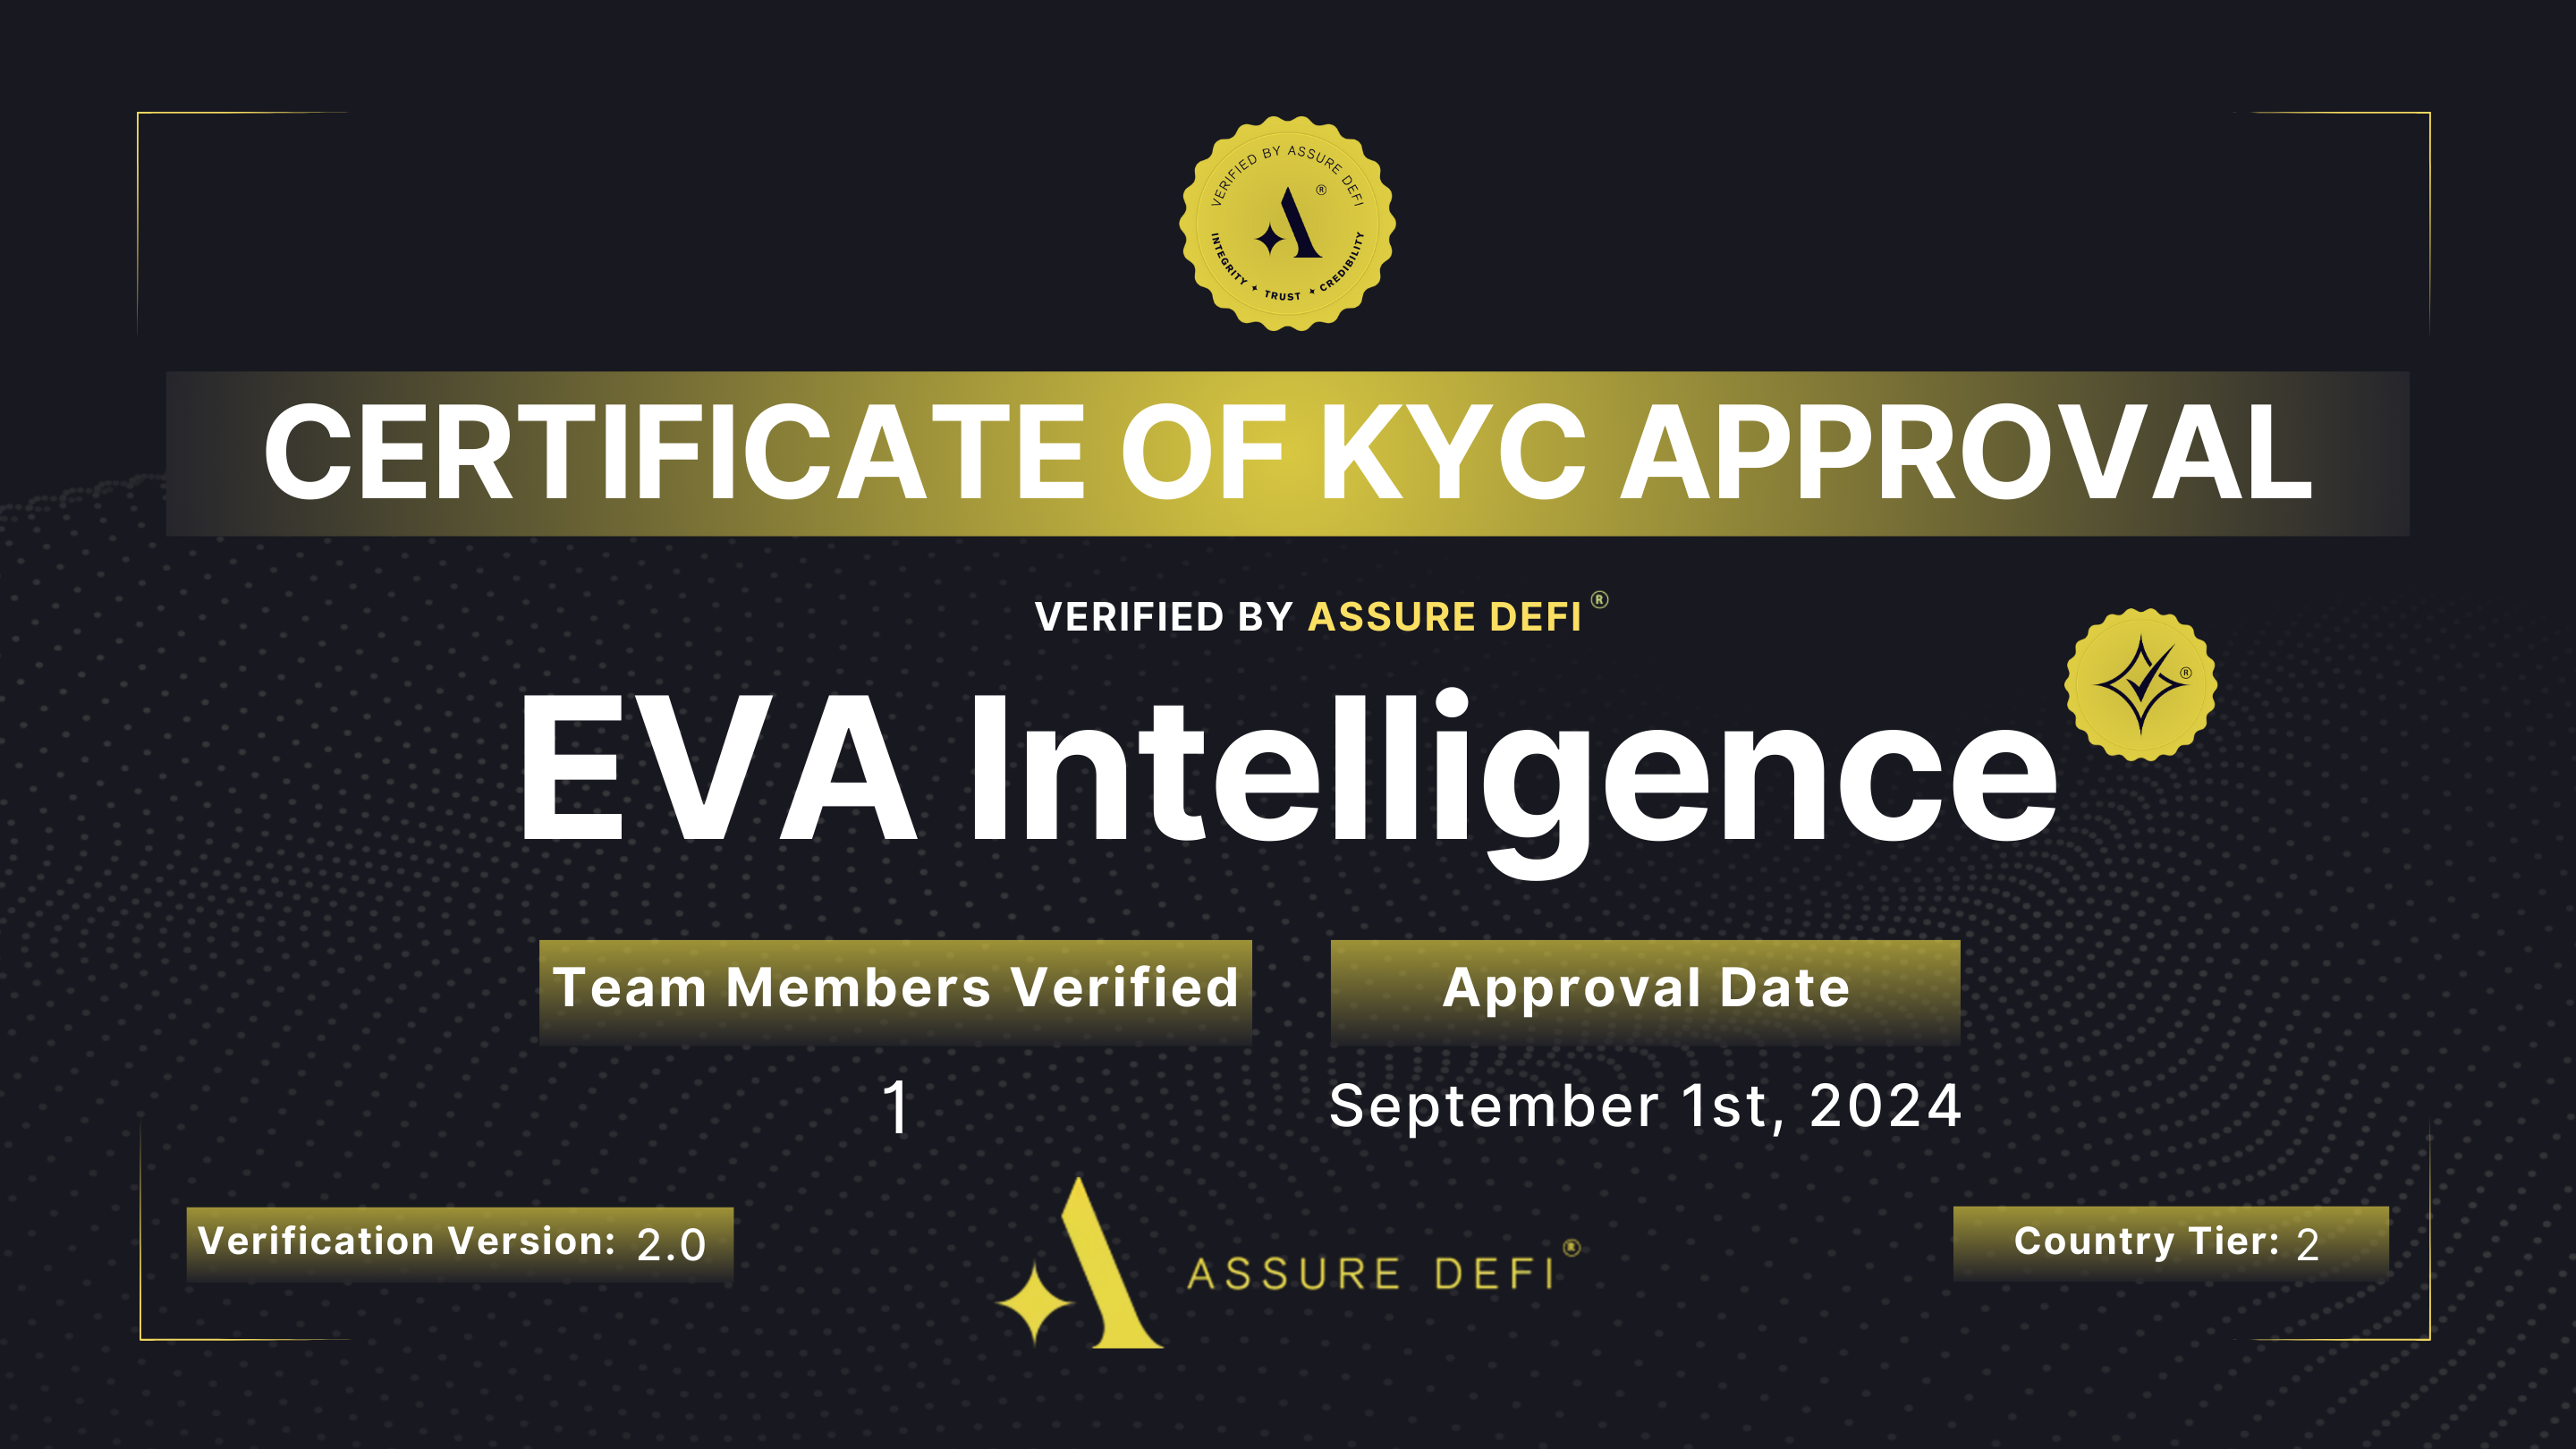 VERIFIED BY ASSURE DEFI
®
INTEGRITY ✦ TRUST ✦ CREDIBILITY
CERTIFICATE OF KYC APPROVAL
VERIFIED BY ASSURE DEFI ®
EVA Intelligence
®
Team Members Verified
1
Approval Date
September 1st, 2024
Verification Version: 2.0
ASSURE DEFI ®
Country Tier: 2